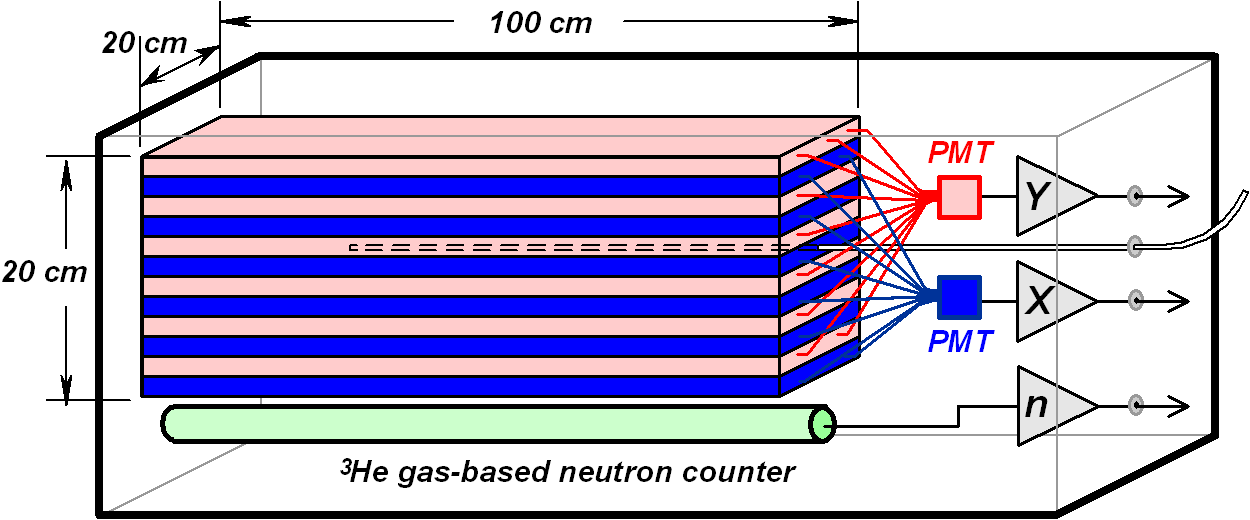 100 cm
20 cm
PMT
Y
20 cm
X
PMT
n
³He gas-based neutron counter